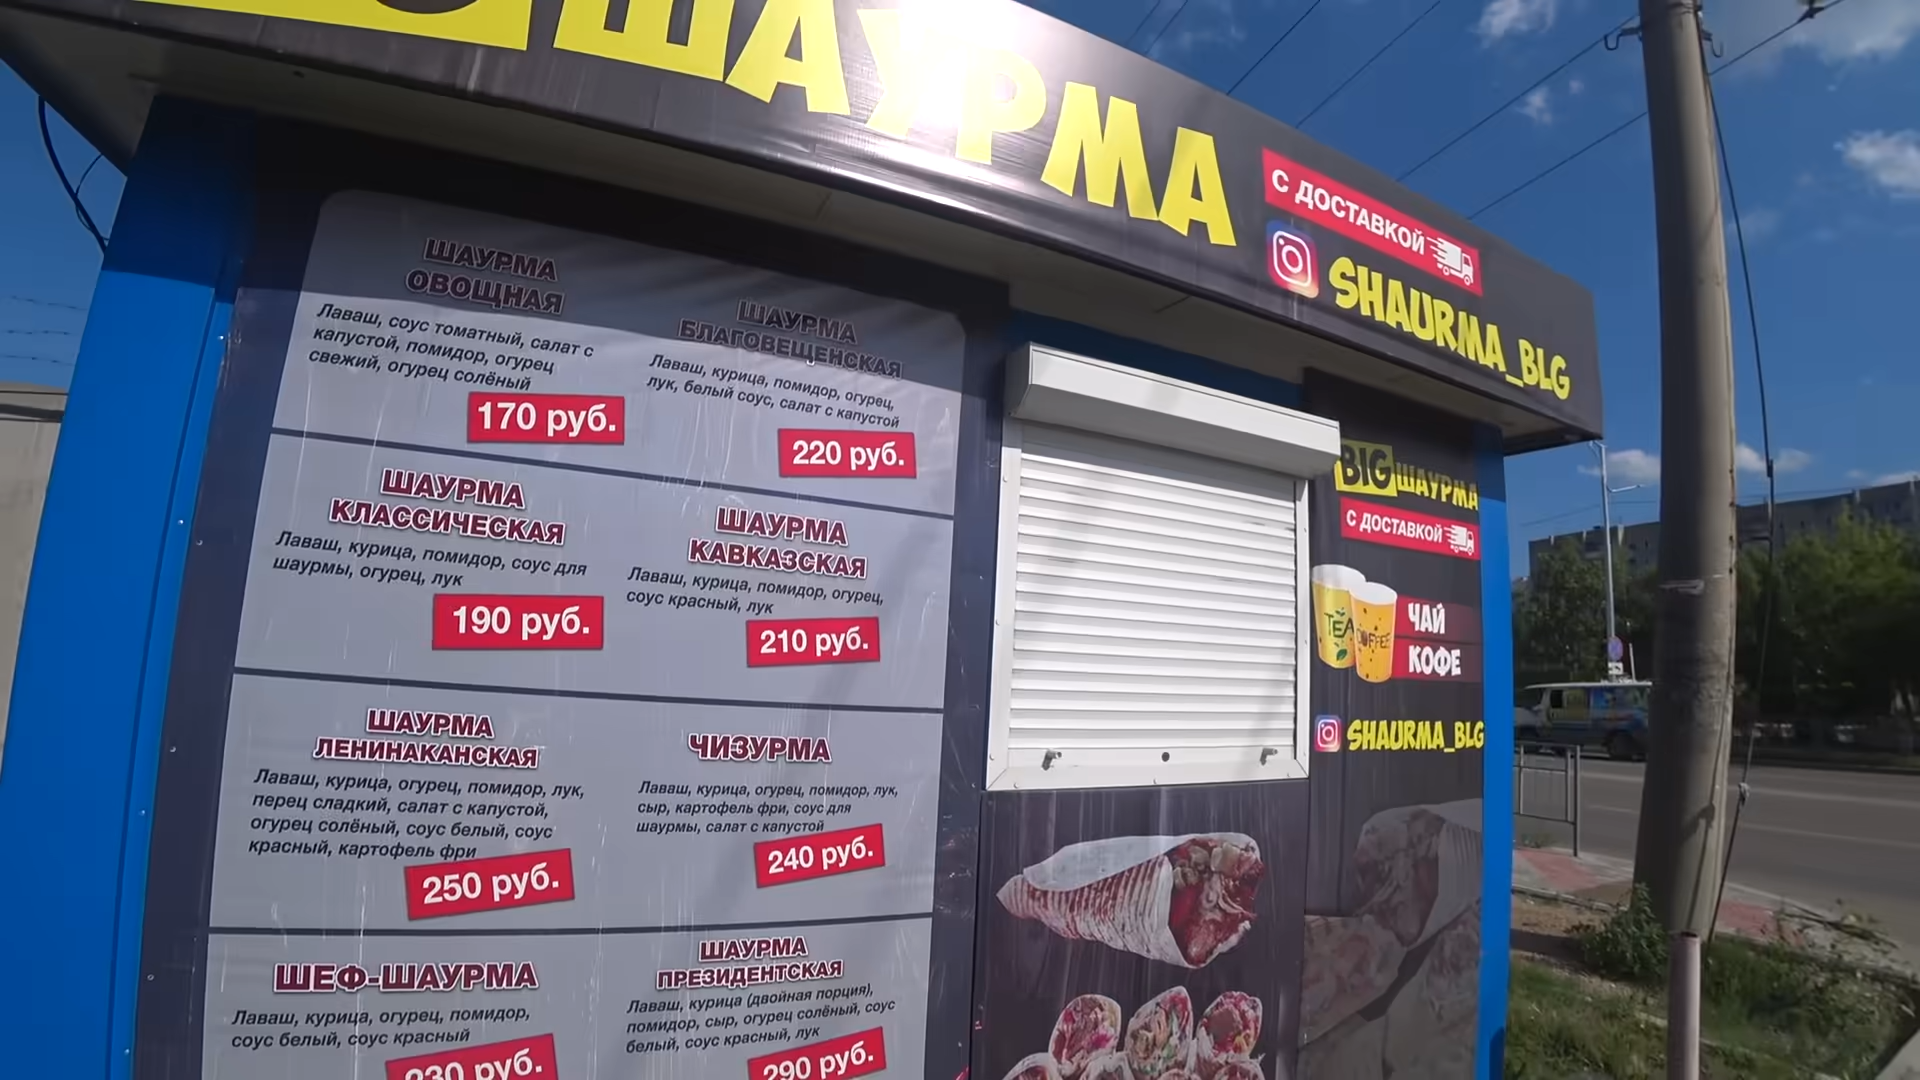 ШАУРМА
С ДОСТАВКОЙ
SHAURMA_BLG
ШАУРМА
ОВОЩНАЯ
Лаваш, соус томатный, салат с
капустой, помидор, огурец
свежий, огурец солёный
170 руб.
ШАУРМА
БЛАГОВЕЩЕНСКАЯ
Лаваш, курица, помидор, огурец,
лук, белый соус, салат с капустой
220 руб.
ШАУРМА
КЛАССИЧЕСКАЯ
Лаваш, курица, помидор, соус для
шаурмы, огурец, лук
190 руб.
ШАУРМА
КАВКАЗСКАЯ
Лаваш, курица, помидор, огурец,
соус красный, лук
210 руб.
ШАУРМА
ЛЕНИНАКАНСКАЯ
Лаваш, курица, огурец, помидор, лук,
перец сладкий, салат с капустой,
огурец солёный, соус белый, соус
красный, картофель фри
250 руб.
ЧИЗУРМА
Лаваш, курица, огурец, помидор, лук,
сыр, картофель фри, соус для
шаурмы, салат с капустой
240 руб.
ШЕФ-ШАУРМА
Лаваш, курица, огурец, помидор,
соус белый, соус красный
230 руб.
ШАУРМА
ПРЕЗИДЕНТСКАЯ
Лаваш, курица (двойная порция),
помидор, сыр, огурец солёный, соус
белый, соус красный, лук
290 руб.
BIG ШАУРМА
С ДОСТАВКОЙ
TEA
COFFEE
ЧАЙ
КОФЕ
SHAURMA_BLG